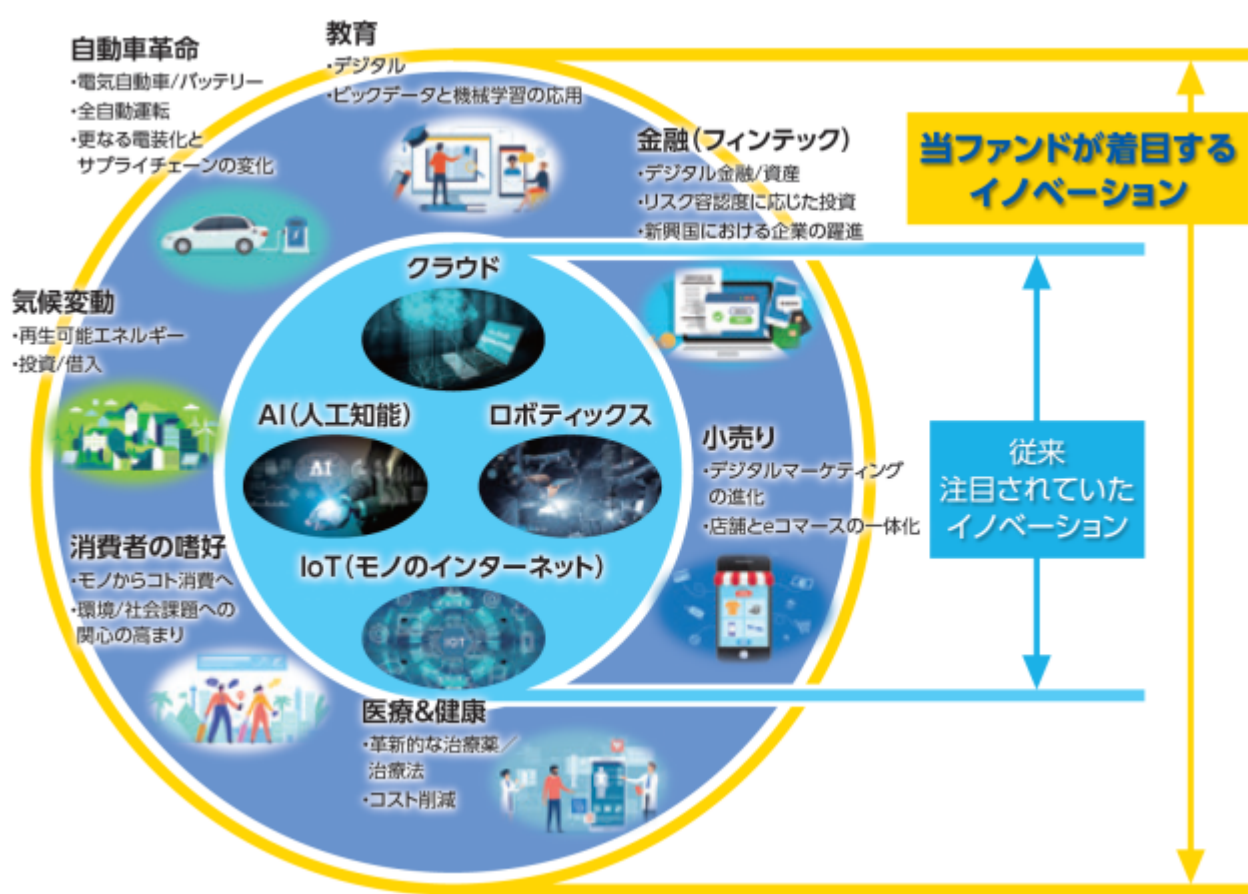 自動車革命
・電気自動車/バッテリー
・全自動運転
・更なる電装化と
サプライチェーンの変化
教育
・デジタル
・ビックデータと機械学習の応用
金融(フィンテック)
・デジタル金融/資産
・リスク容認度に応じた投資
・新興国における企業の躍進
当ファンドが着目する
イノベーション
気候変動
・再生可能エネルギー
・投資/借入
クラウド
AI(人工知能)
AI
ロボティックス
IoT(モノのインターネット)
IOT
小売り
・デジタルマーケティング
の進化
・店舗とeコマースの一体化
従来
注目されていた
イノベーション
消費者の嗜好
・モノからコト消費へ
・環境/社会課題への
関心の高まり
医療&健康
・革新的な治療薬/
治療法
・コスト削減